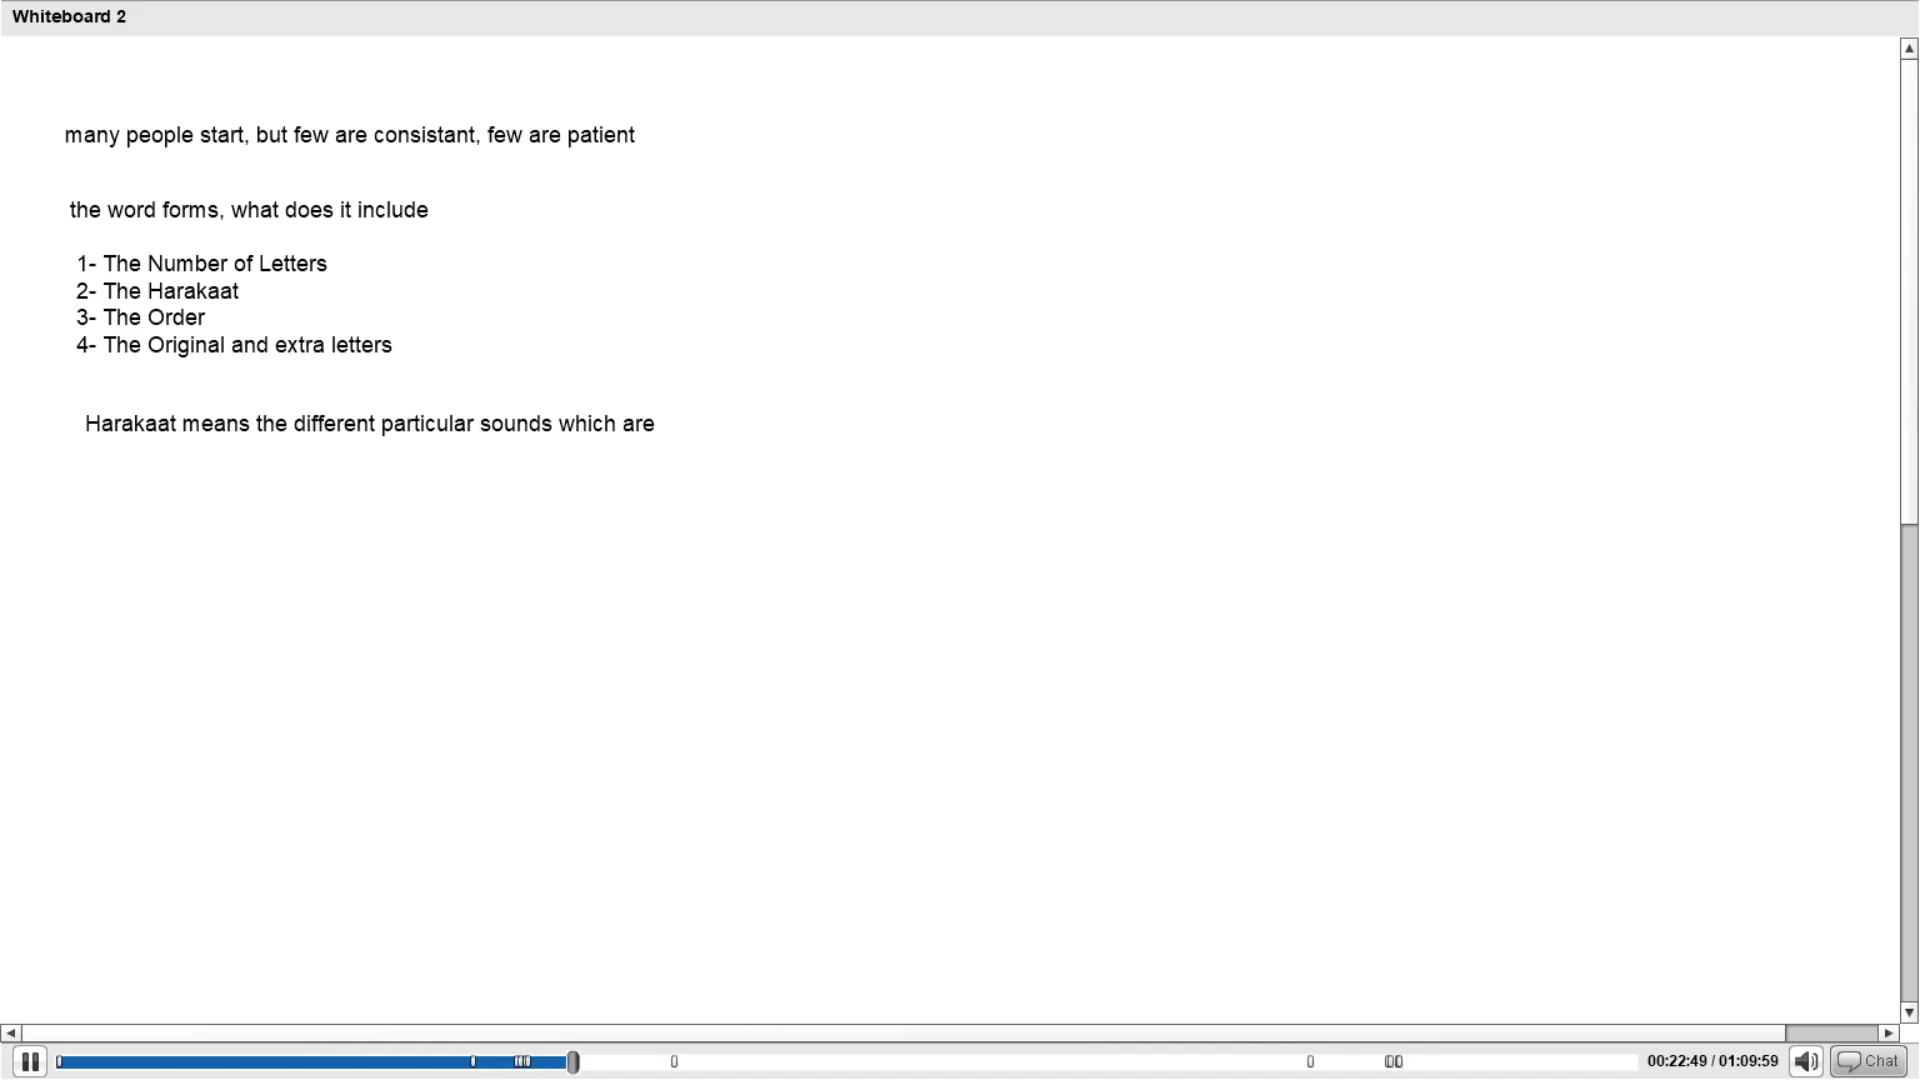 Whiteboard 2
many people start, but few are consistant, few are patient
the word forms, what does it include
1- The Number of Letters
2- The Harakaat
3- The Order
4- The Original and extra letters
Harakaat means the different particular sounds which are
00:22:49 / 01:09:59
Chat